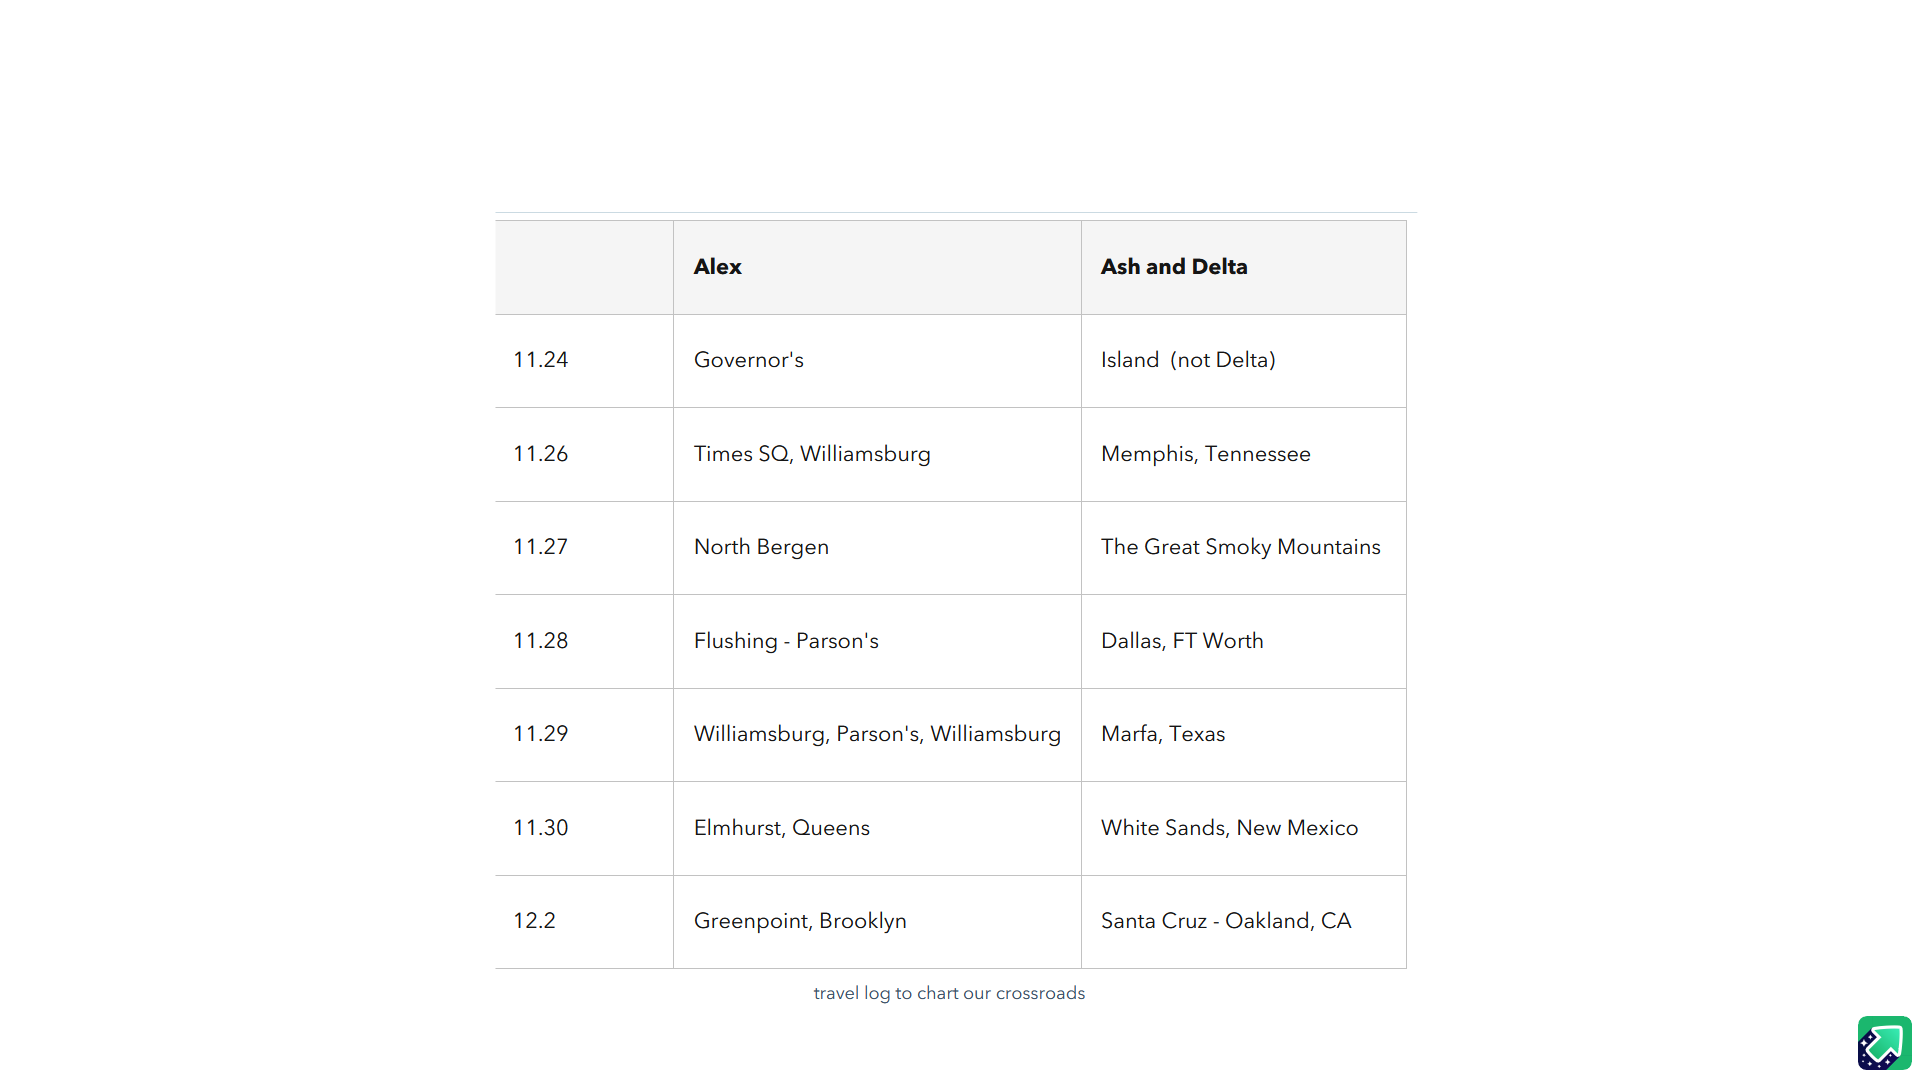 Alex Ash and Delta
11.24 Governor's Island  (not Delta)
11.26 Times SQ, Williamsburg Memphis, Tennessee
11.27 North Bergen The Great Smoky Mountains
11.28 Flushing - Parson's Dallas, FT Worth
11.29 Williamsburg, Parson's, Williamsburg Marfa, Texas
11.30 Elmhurst, Queens White Sands, New Mexico
12.2 Greenpoint, Brooklyn Santa Cruz - Oakland, CA
travel log to chart our crossroads